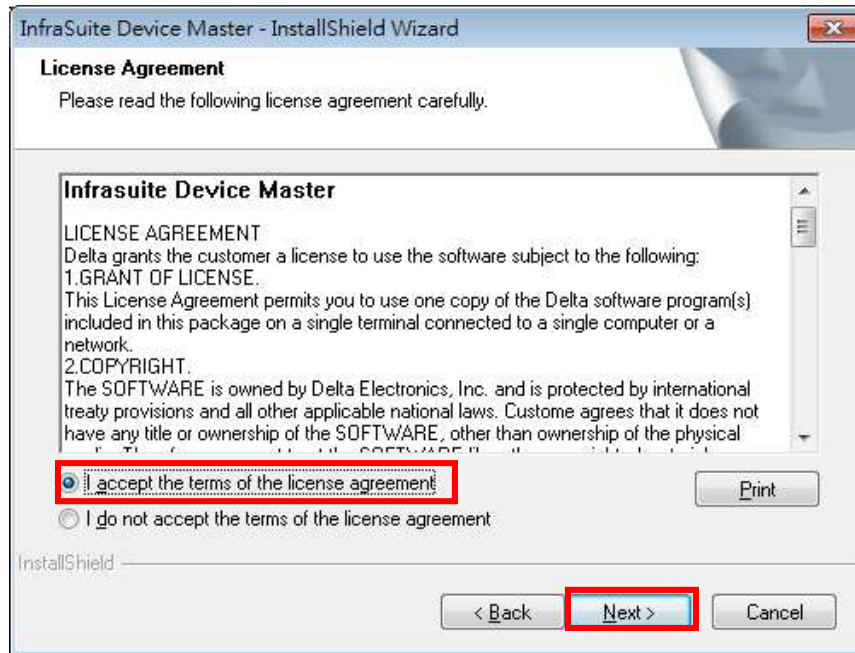 InfraSuite Device Master - InstallShield Wizard
License Agreement
Please read the following license agreement carefully.
Infrasuite Device Master
LICENSE AGREEMENT
Delta grants the customer a license to use the software subject to the following:
1.GRANT OF LICENSE.
This License Agreement permits you to use one copy of the Delta software program(s)
included in this package on a single terminal connected to a single computer or a
network.
2.COPYRIGHT.
The SOFTWARE is owned by Delta Electronics, Inc. and is protected by international
treaty provisions and all other applicable national laws. Custome agrees that it does not
have any title or ownership of the SOFTWARE, other than ownership of the physical
I accept the terms of the license agreement
Print
I do not accept the terms of the license agreement
InstallShield
< Back
Next >
Cancel